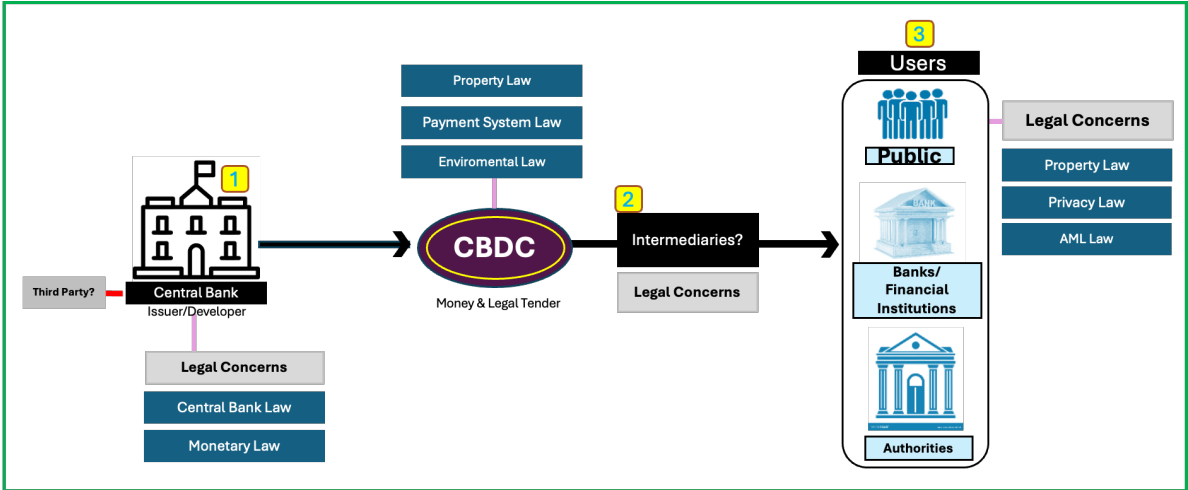 3
Users
Property Law
Payment System Law
Enviromental Law
Public
Legal Concerns
Property Law
Privacy Law
AML Law
1
2
BANK
CBDC
Intermediaries?
Legal Concerns
Money & Legal Tender
Banks/
Financial
Institutions
Third Party?
Central Bank
Issuer/Developer
Legal Concerns
Central Bank Law
Monetary Law
Authorities